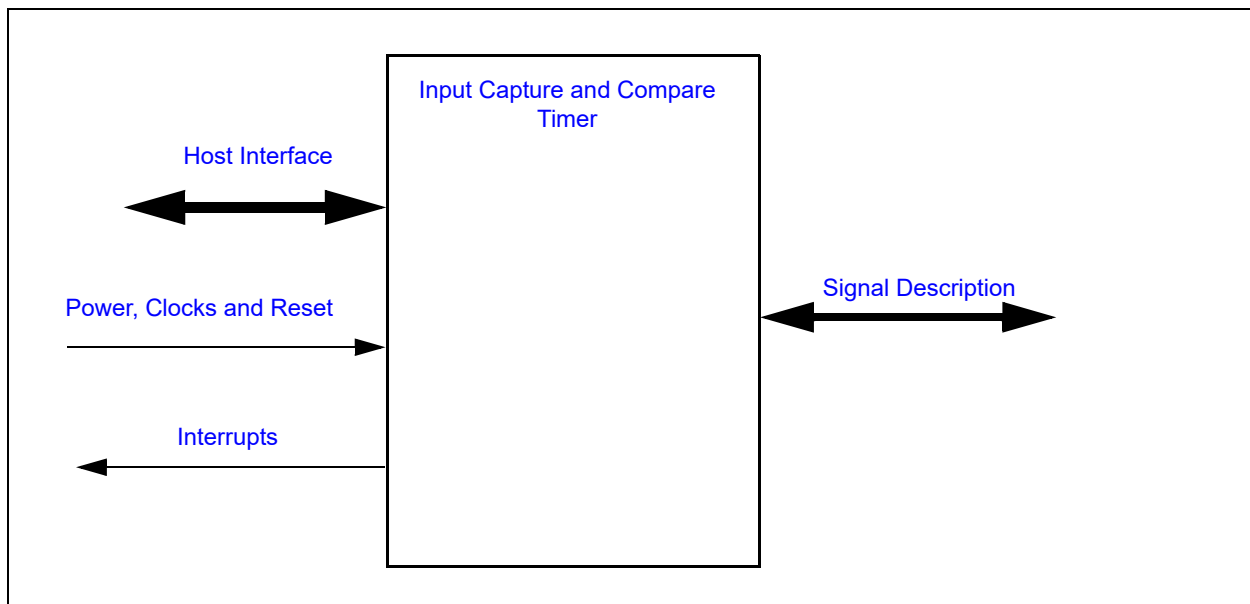 Input Capture and Compare
Timer
Host Interface
Signal Description
Power, Clocks and Reset
Interrupts